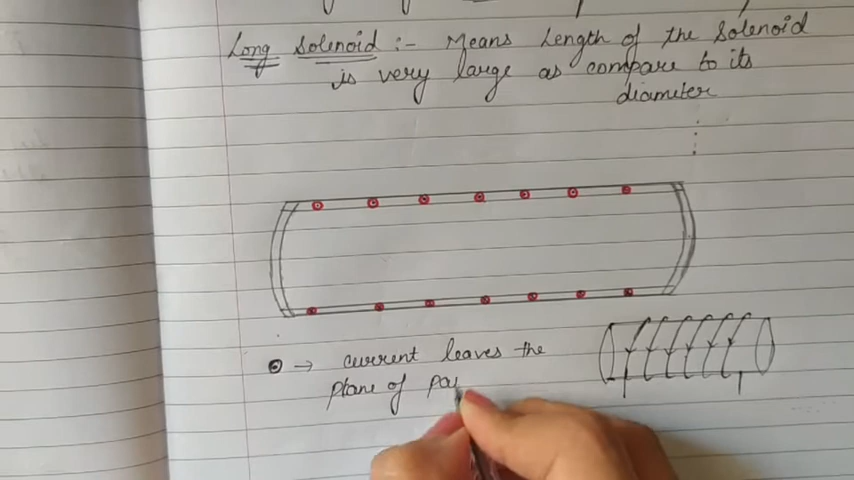 Long Solenoid :- Means Length of the Solenoid
is very large as compare to its
diameter
→ current leaves the
plane of pa